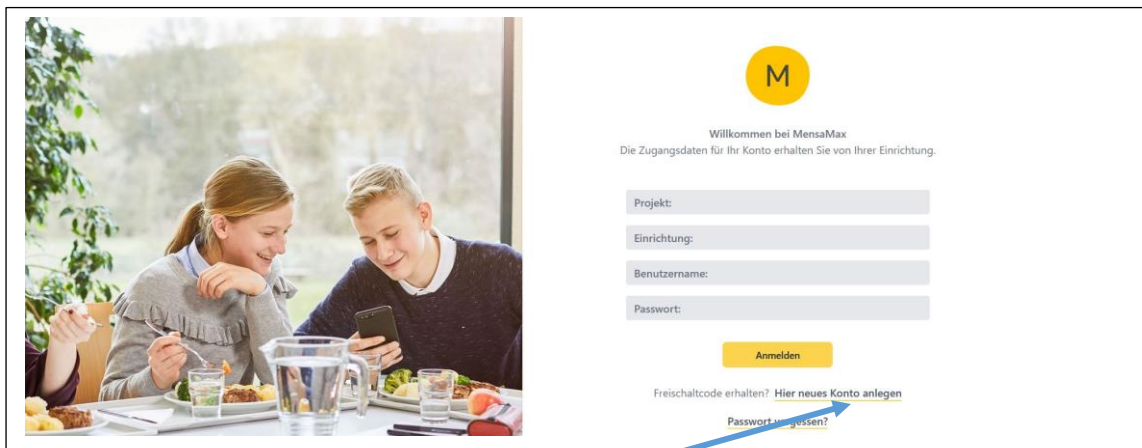 M
Willkommen bei MensaMax
Die Zugangsdaten für Ihr Konto erhalten Sie von Ihrer Einrichtung.
Projekt:
Einrichtung:
Benutzername:
Passwort:
Anmelden
Freischaltcode erhalten? Hier neues Konto anlegen
Passwort vergessen?